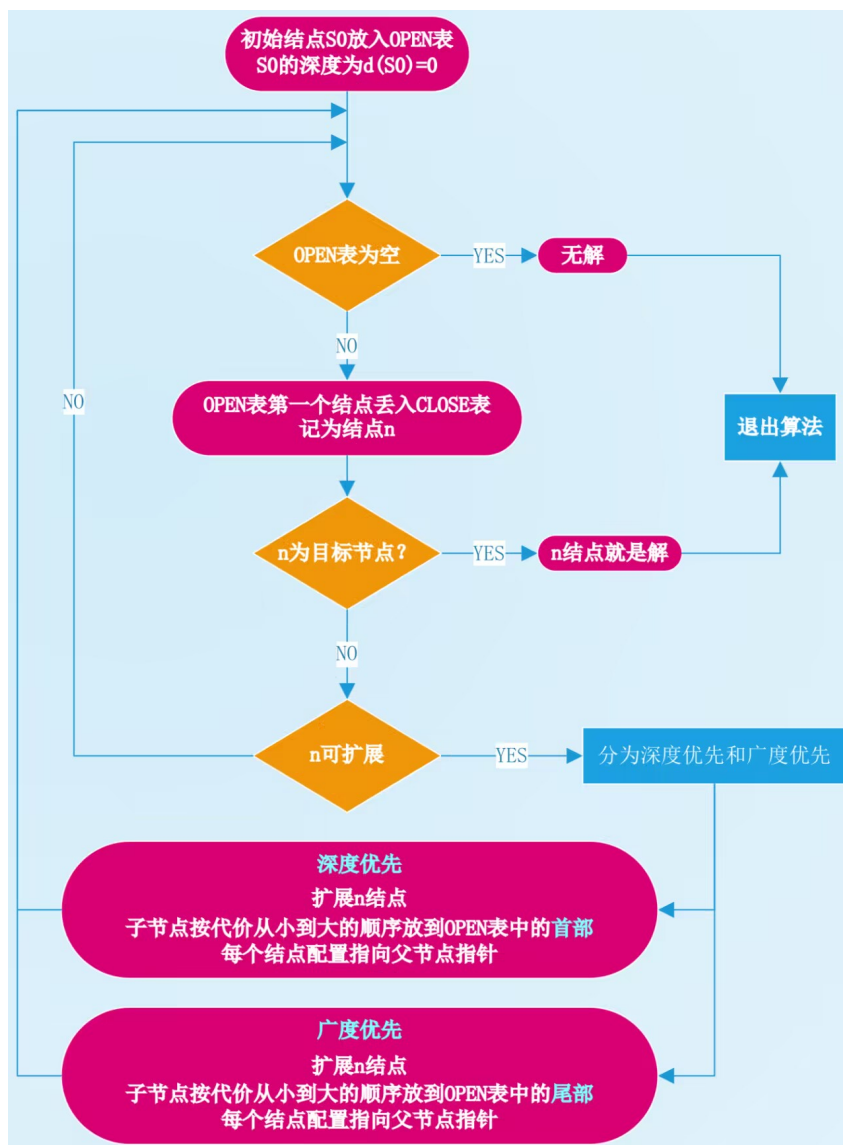 初始结点S0放入OPEN表
S0的深度为d(S0)=0
OPEN表为空
YES
无解
NO
OPEN表第一个结点丢入CLOSE表
记为结点n
NO
退出算法
n为目标节点?
YES
n结点就是解
NO
n可扩展
YES
分为深度优先和广度优先
深度优先
扩展n结点
子节点按代价从小到大的顺序放到OPEN表中的首部
每个结点配置指向父节点指针
广度优先
扩展n结点
子节点按代价从小到大的顺序放到OPEN表中的尾部
每个结点配置指向父节点指针